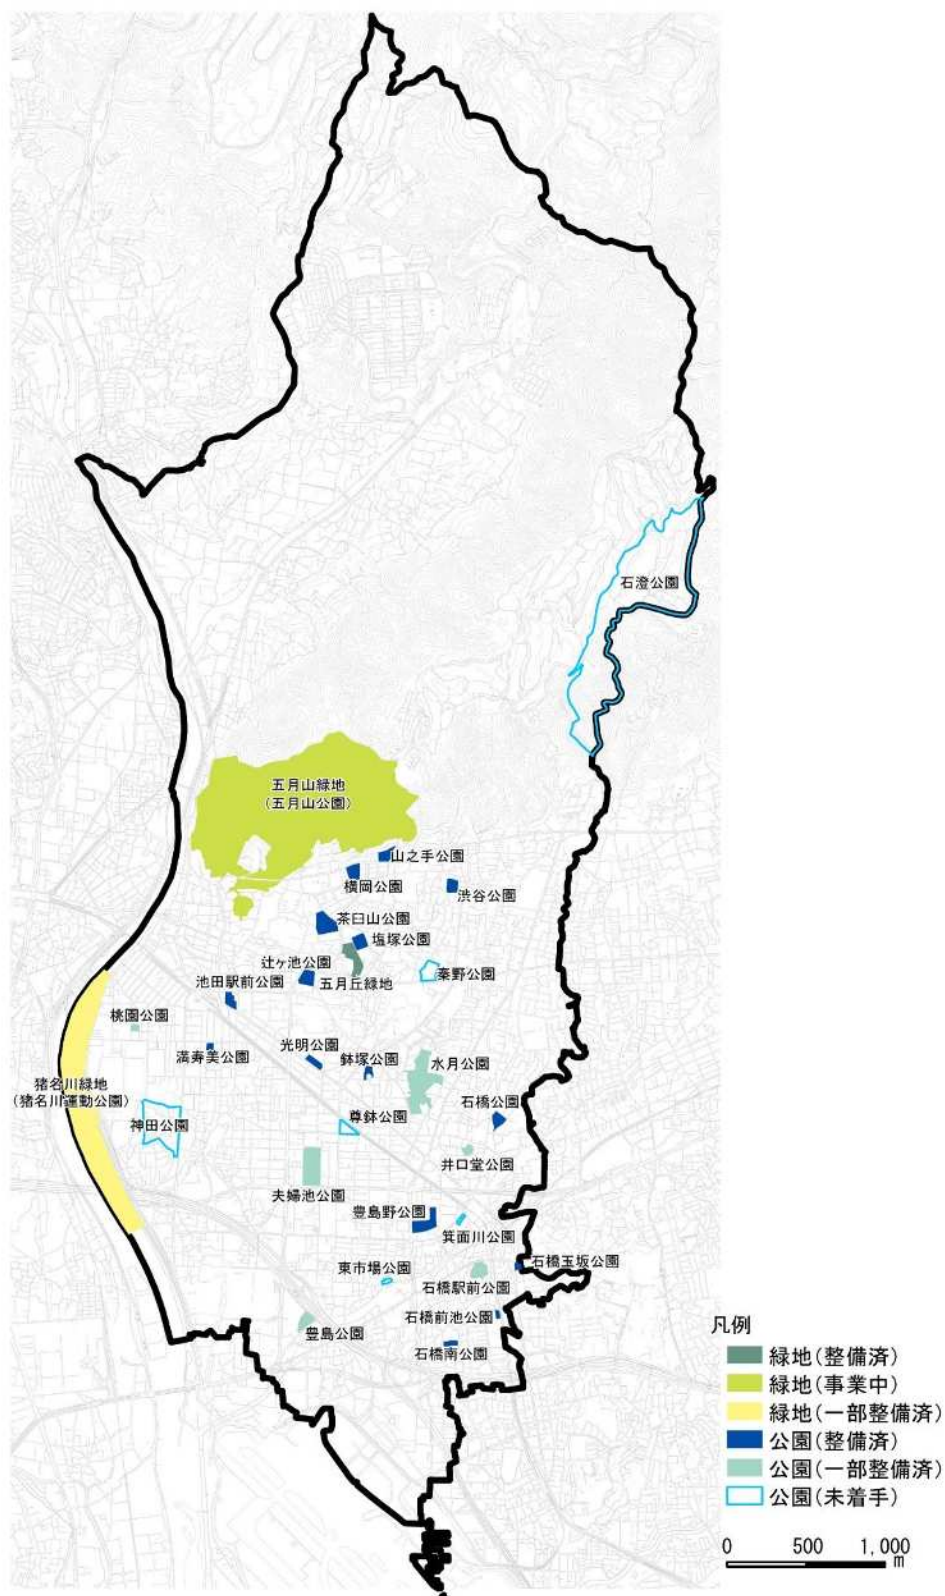 石澄公園
五月山緑地
(五月山公園)
山之手公園
横岡公園
渋谷公園
茶臼山公園
塩塚公園
辻ヶ池公園
五月丘緑地
秦野公園
池田駅前公園
桃園公園
満寿美公園
光明公園
鉢塚公園
水月公園
猪名川緑地
(猪名川運動公園)
神田公園
尊鉢公園
石橋公園
井口堂公園
夫婦池公園
豊島野公園
箕面川公園
東市場公園
石橋駅前公園
石橋玉坂公園
豊島公園
石橋前池公園
石橋南公園
凡例
緑地(整備済)
緑地(事業中)
緑地(一部整備済)
公園(整備済)
公園(一部整備済)
公園(未着手)
0 500 1,000
m